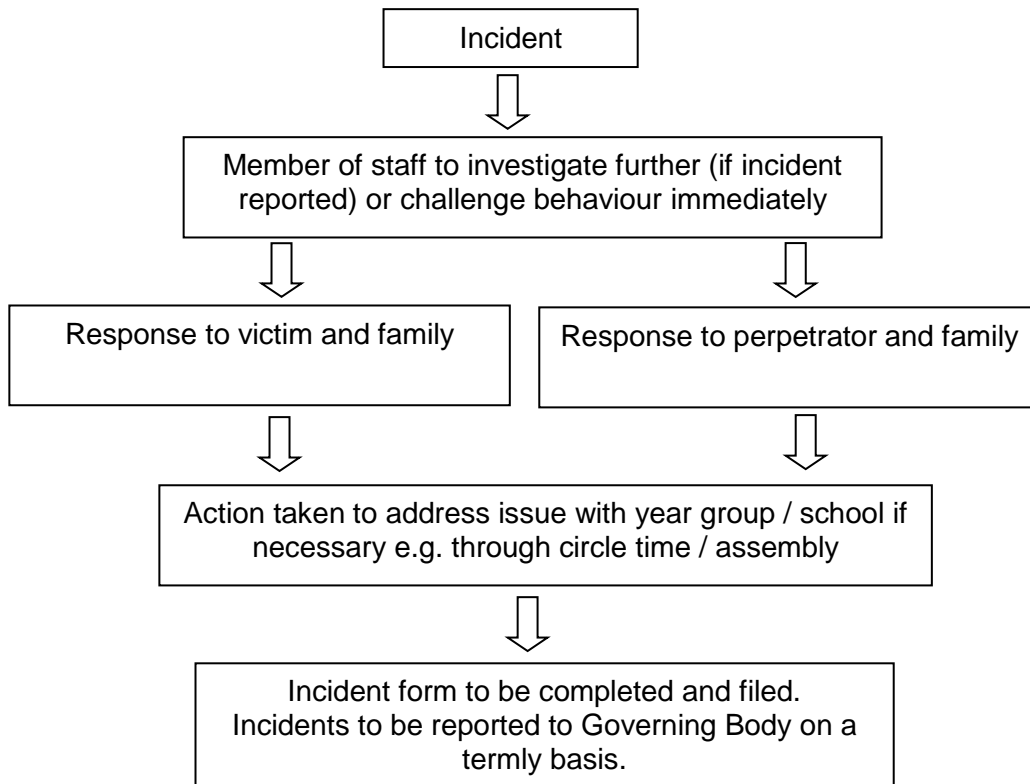 Incident
Member of staff to investigate further (if incident
reported) or challenge behaviour immediately
Response to victim and family
Response to perpetrator and family
Action taken to address issue with year group / school if
necessary e.g. through circle time / assembly
Incident form to be completed and filed.
Incidents to be reported to Governing Body on a
termly basis.